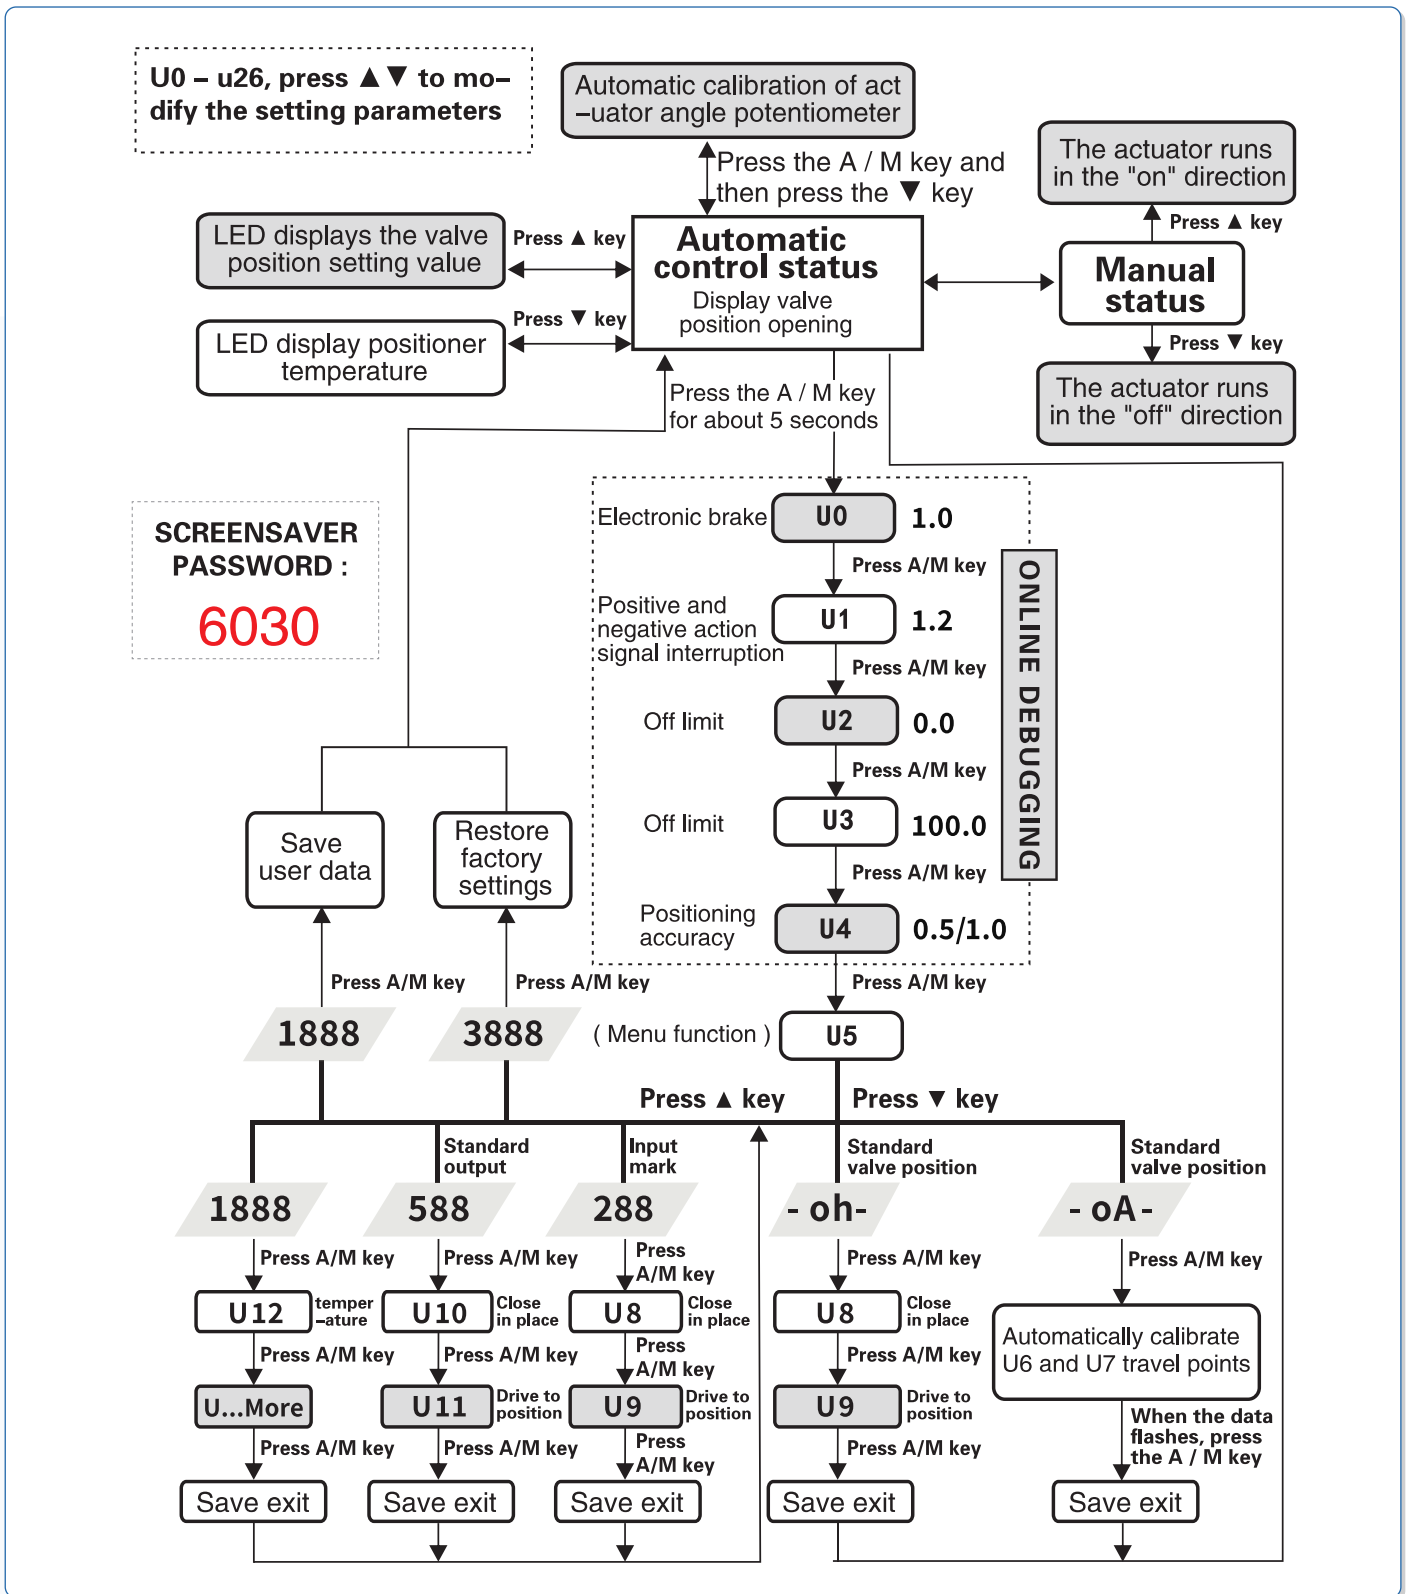 U0 – u26, press ▲ ▼ to mo–
dify the setting parameters
Automatic calibration of act
–uator angle potentiometer
Press the A / M key and
then press the ▼ key
The actuator runs
in the "on" direction
Press ▲ key
LED displays the valve
position setting value
Press ▲ key
Automatic
control status
Display valve
position opening
Manual
status
Press ▼ key
LED display positioner
temperature
Press ▼ key
The actuator runs
in the "off" direction
Press the A / M key
for about 5 seconds
SCREENSAVER
PASSWORD :
6030
Electronic brake
U0
1.0
Press A/M key
Positive and
negative action
signal interruption
U1
1.2
Press A/M key
Off limit
U2
0.0
Press A/M key
Off limit
U3
100.0
Press A/M key
Positioning
accuracy
U4
0.5/1.0
ONLINE DEBUGGING
Press A/M key
Save
user data
Restore
factory
settings
Press A/M key
Press A/M key
1888
3888
( Menu function )
U5
Press ▲ key
Press ▼ key
Standard
output
Input
mark
Standard
valve position
Standard
valve position
1888
588
288
- oh-
- oA-
Press A/M key
Press A/M key
Press
A/M key
Press A/M key
Press A/M key
U12
temper
–ature
U10
Close
in place
U8
Close
in place
U8
Close
in place
Automatically calibrate
U6 and U7 travel points
Press A/M key
Press A/M key
Press
A/M key
Press A/M key
U...More
U11
Drive to
position
U9
Drive to
position
U9
Drive to
position
Press A/M key
Press A/M key
Press
A/M key
Press A/M key
When the data
flashes, press
the A / M key
Save exit
Save exit
Save exit
Save exit
Save exit